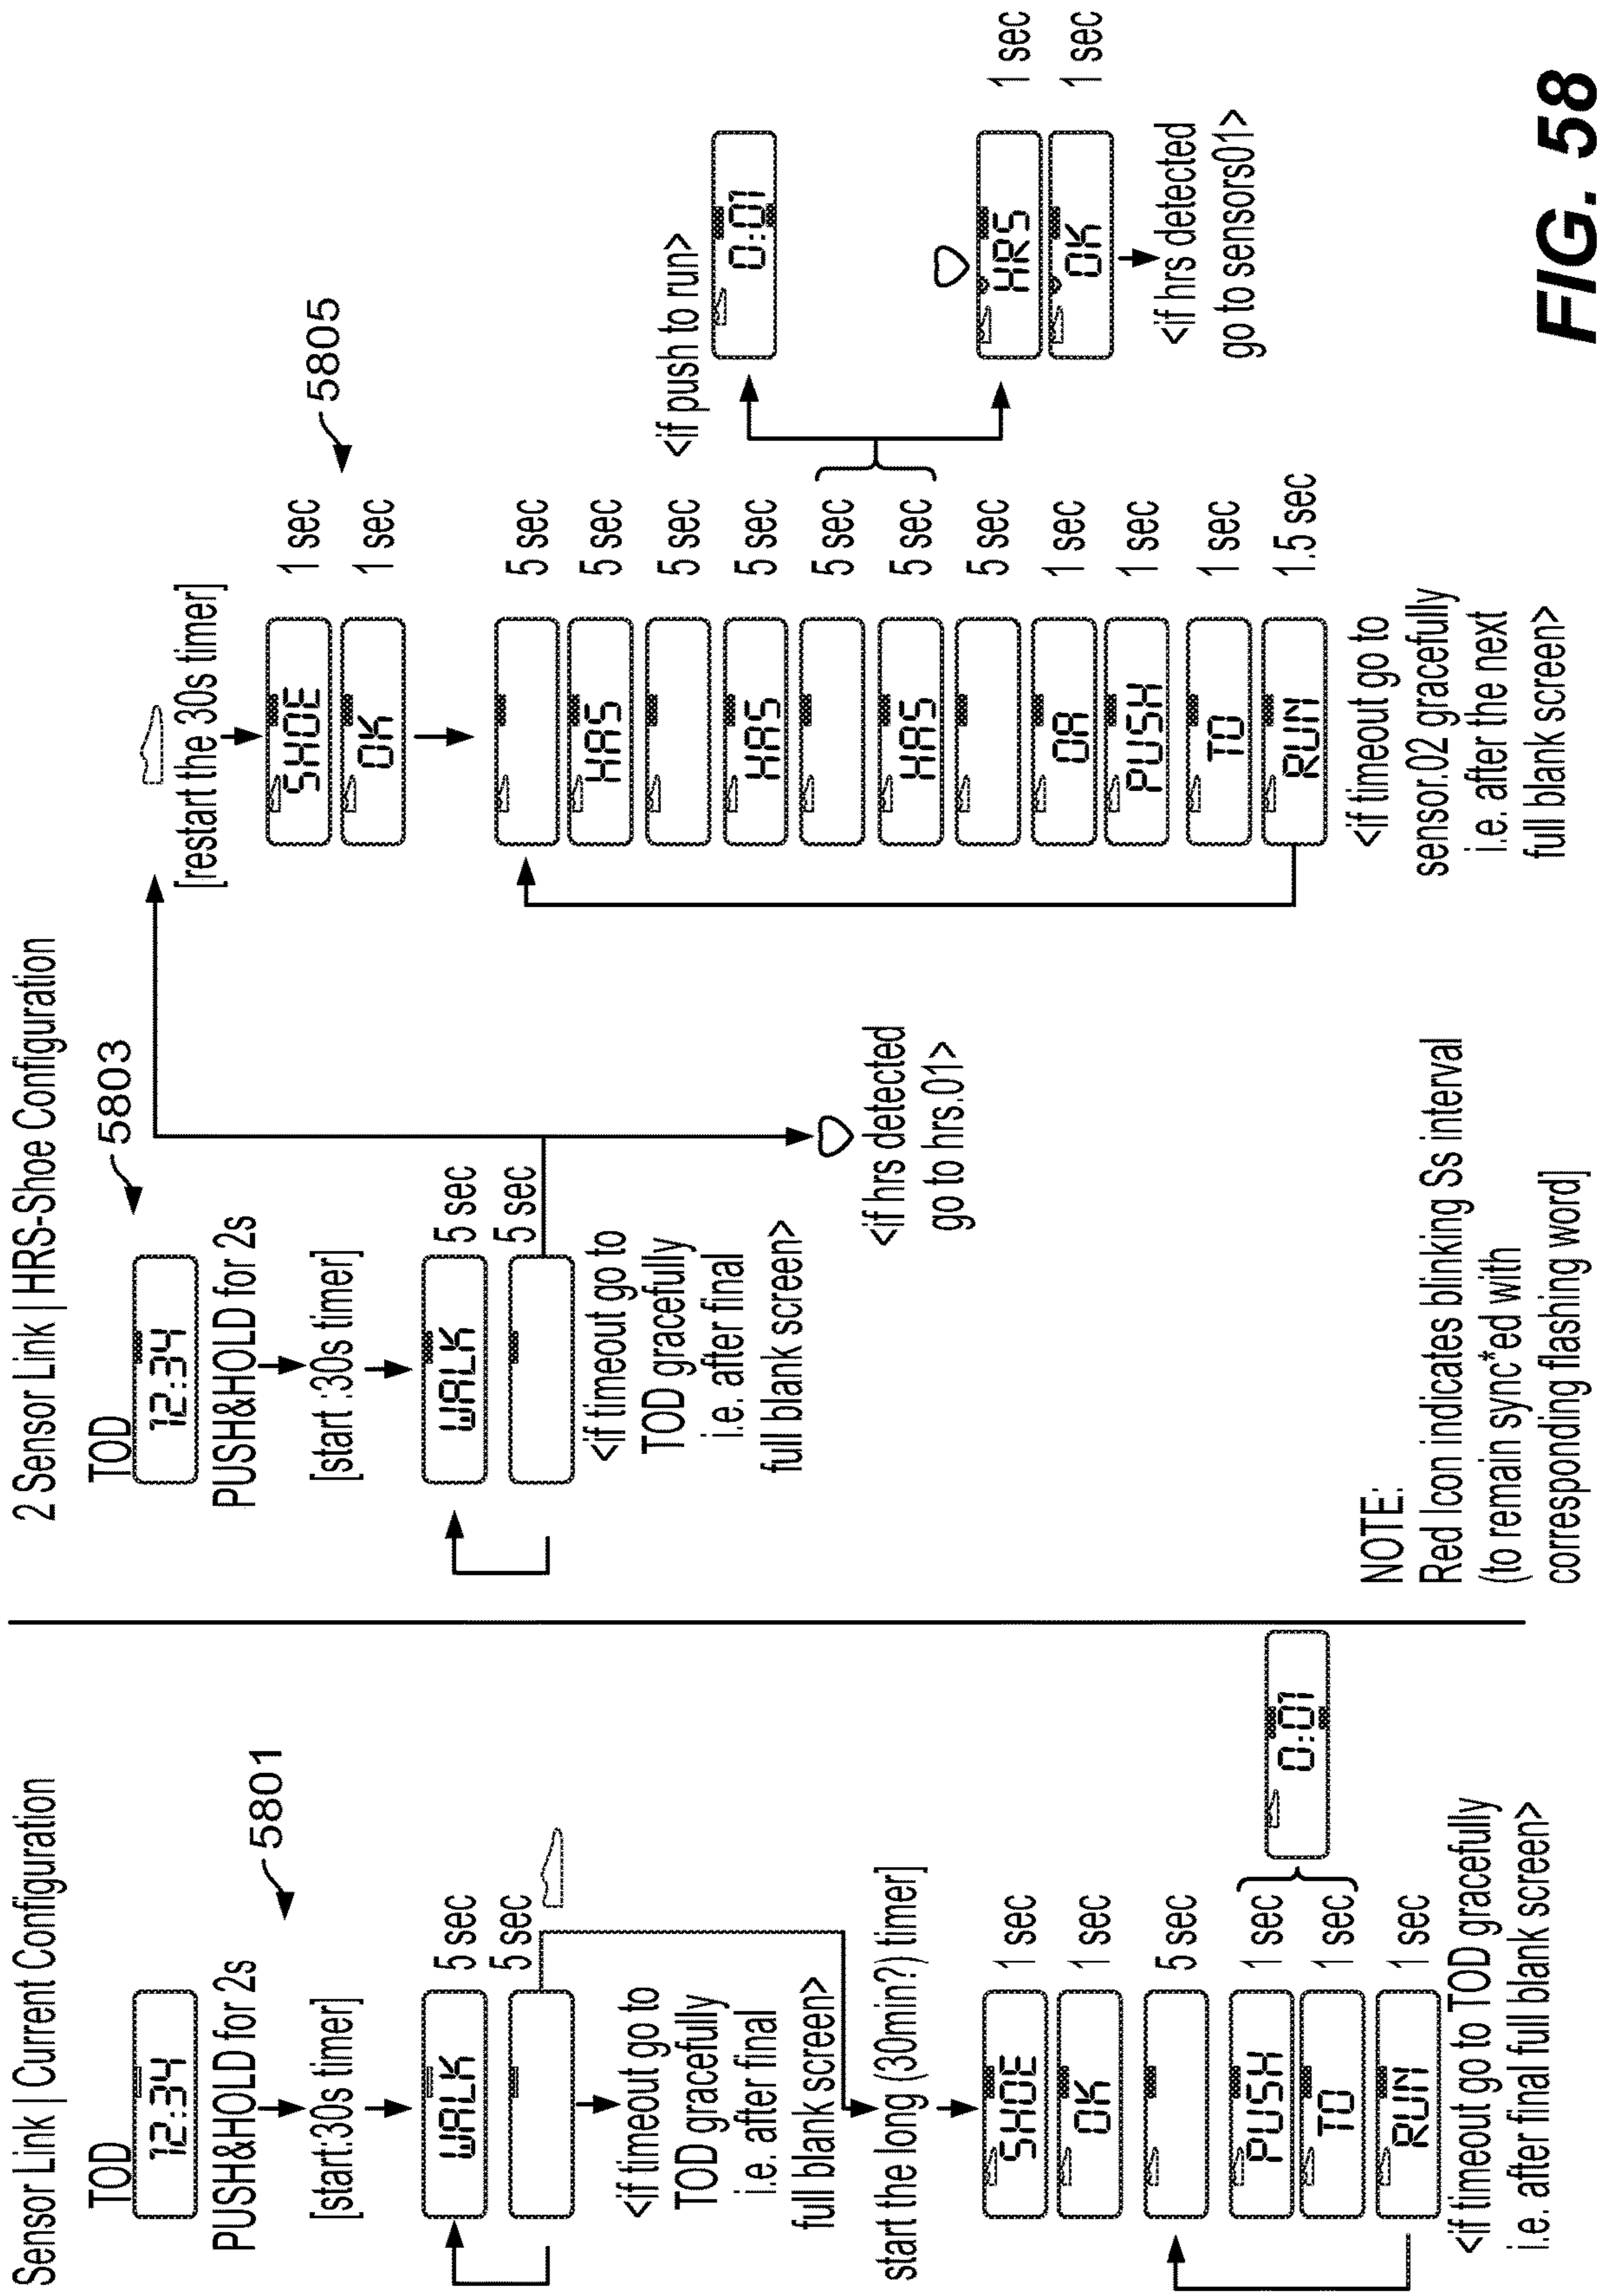 Sensor Link | Current Configuration
TOD
12:34
5801
PUSH&HOLD for 2s
[start:30s timer]
WALK
5 sec
5 sec
<if timeout go to
TOD gracefully
i.e. after final
full blank screen>
start the long (30min?) timer]
SHOE
1 sec
OK
1 sec
5 sec
PUSH
1 sec
TO
1 sec
0:01
RUN
1 sec
<if timeout go to TOD gracefully
i.e. after final full blank screen>
2 Sensor Link | HRS-Shoe Configuration
TOD
12:34
5803
PUSH&HOLD for 2s
[start :30s timer]
WALK
5 sec
5 sec
<if timeout go to
TOD gracefully
i.e. after final
full blank screen>
<if hrs detected
go to hrs.01>
[restart the 30s timer]
5805
SHOE
1 sec
OK
1 sec
5 sec
HRS
5 sec
5 sec
HRS
5 sec
5 sec
HRS
5 sec
5 sec
OR
1 sec
PUSH
1 sec
TO
1 sec
RUN
1.5 sec
<if timeout go to
sensor.02 gracefully
i.e. after the next
full blank screen>
<if push to run>
0:01
HRS
1 sec
OK
1 sec
<if hrs detected
go to sensors01>
NOTE:
Red Icon indicates blinking Ss interval
(to remain sync*ed with
corresponding flashing word]
FIG. 58